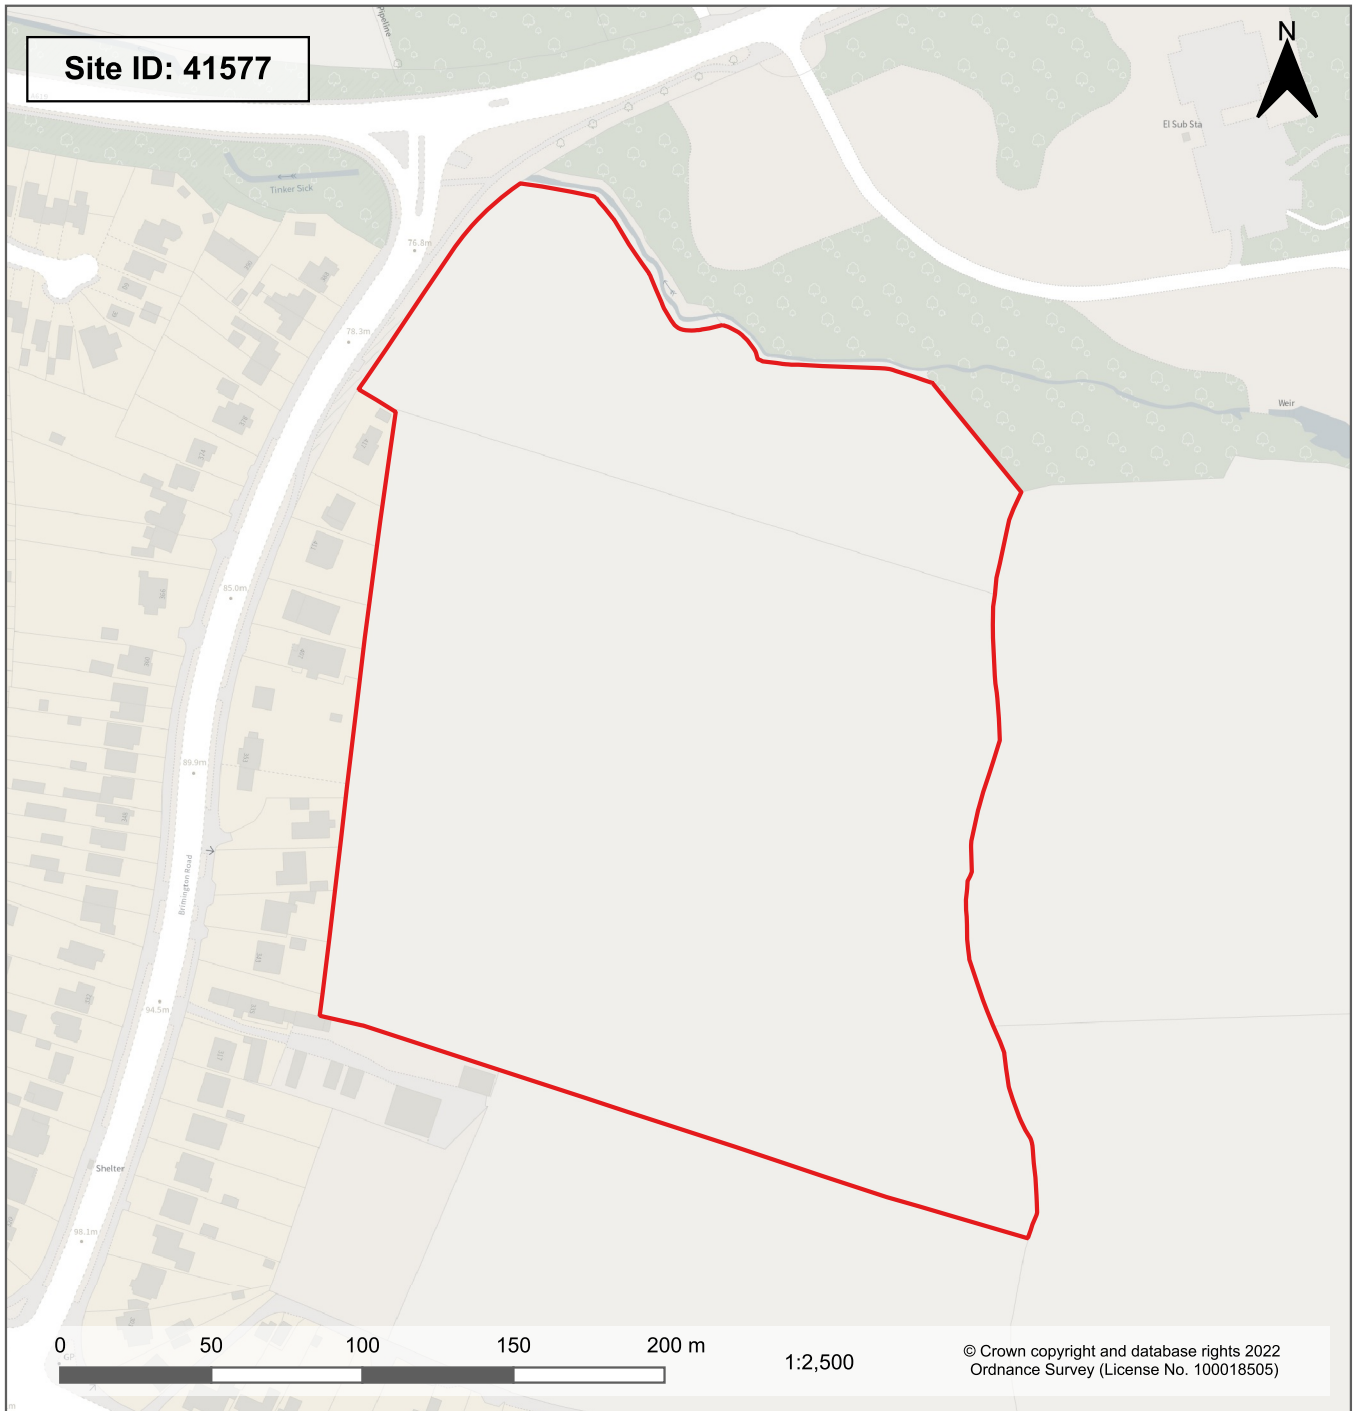 Pipeline
Site ID: 41577
N
El Sub Sta
Tinker Sick
76.8m
78.3m
Weir
85.0m
89.9m
Brimington Road
94.5m
Shelter
98.1m
0 50 100 150 200 m
1:2,500
© Crown copyright and database rights 2022
Ordnance Survey (License No. 100018505)
GP
m